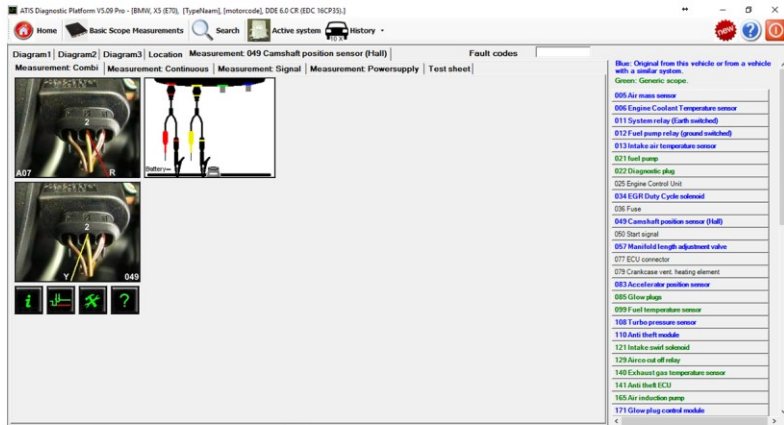 ATIS Diagnostic Platform V5.09 Pro - [BMW, X5 (E70), [TypeNaam], [motorcode], DDE 6.0 CR (EDC 16CP35).]
Home
Basic Scope Measurements
Search
Active system
10 X
History
new
?
Diagram1
Diagram2
Diagram3
Location
Measurement: 049 Camshaft position sensor (Hall)
Fault codes
Measurement: Combi
Measurement: Continuous
Measurement: Signal
Measurement: Powersupply
Test sheet
2
A07
R
Battery
2
Y
049
i
?
Blue: Original from this vehicle or from a vehicle
with a similar system.
Green: Generic scope.
005 Air mass sensor
006 Engine Coolant Temperature sensor
011 System relay (Earth switched)
012 Fuel pump relay (ground switched)
013 Intake air temperature sensor
021 fuel pump
022 Diagnostic plug
025 Engine Control Unit
034 EGR Duty Cycle solenoid
036 Fuse
049 Camshaft position sensor (Hall)
050 Start signal
057 Manifold length adjustment valve
077 ECU connector
079 Crankcase vent. heating element
083 Accelerator position sensor
085 Glow plugs
099 Fuel temperature sensor
108 Turbo pressure sensor
110 Anti theft module
121 Intake swirl solenoid
129 Airco cut off relay
140 Exhaust gas temperature sensor
141 Anti theft ECU
165 Air induction pump
171 Glow plug control module